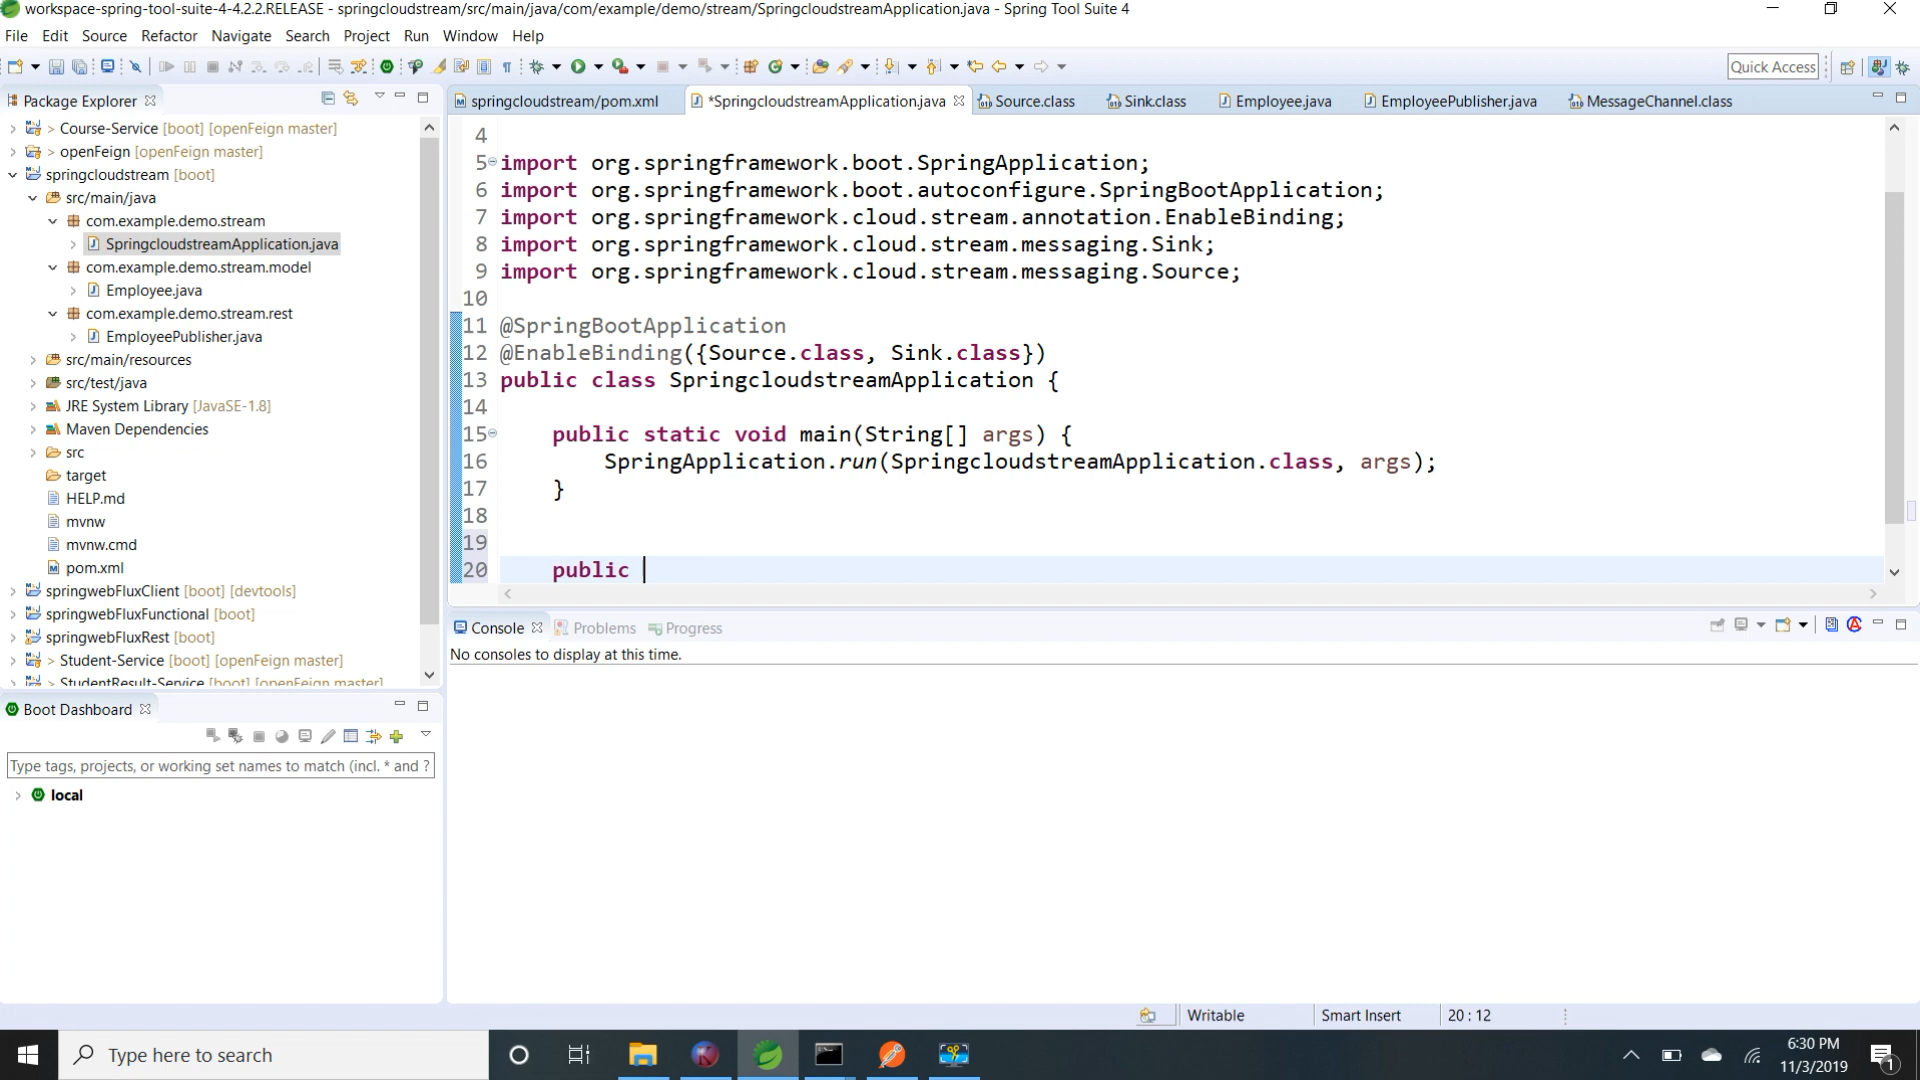 workspace-spring-tool-suite-4-4.2.2.RELEASE - springcloudstream/src/main/java/com/example/demo/stream/SpringcloudstreamApplication.java - Spring Tool Suite 4
File Edit Source Refactor Navigate Search Project Run Window Help
Quick Access
Package Explorer
> Course-Service [boot] [openFeign master]
> openFeign [openFeign master]
springcloudstream [boot]
src/main/java
com.example.demo.stream
SpringcloudstreamApplication.java
com.example.demo.stream.model
Employee.java
com.example.demo.stream.rest
EmployeePublisher.java
src/main/resources
src/test/java
JRE System Library [JavaSE-1.8]
Maven Dependencies
src
target
HELP.md
mvnw
mvnw.cmd
pom.xml
springwebFluxClient [boot] [devtools]
springwebFluxFunctional [boot]
springwebFluxRest [boot]
> Student-Service [boot] [openFeign master]
> StudentResult-Service [boot] [openFeign master]
Boot Dashboard
Type tags, projects, or working set names to match (incl. * and ?
local
springcloudstream/pom.xml *SpringcloudstreamApplication.java Source.class Sink.class Employee.java EmployeePublisher.java MessageChannel.class
4
5 import org.springframework.boot.SpringApplication;
6 import org.springframework.boot.autoconfigure.SpringBootApplication;
7 import org.springframework.cloud.stream.annotation.EnableBinding;
8 import org.springframework.cloud.stream.messaging.Sink;
9 import org.springframework.cloud.stream.messaging.Source;
10
11 @SpringBootApplication
12 @EnableBinding({Source.class, Sink.class})
13 public class SpringcloudstreamApplication {
14
15 public static void main(String[] args) {
16 SpringApplication.run(SpringcloudstreamApplication.class, args);
17 }
18
19
20 public
Console Problems Progress
No consoles to display at this time.
Writable Smart Insert 20 : 12
Type here to search
6:30 PM
11/3/2019
1